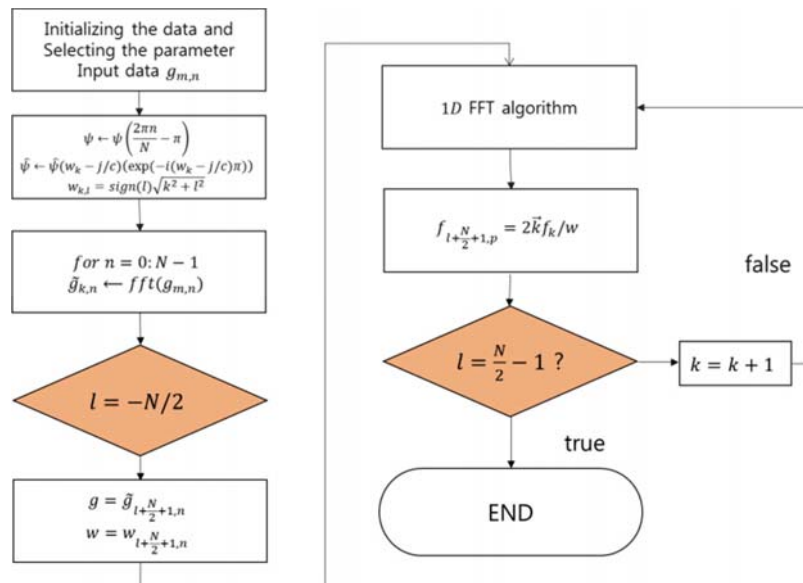 Initializing the data and
Selecting the parameter
Input data g_{m,n}
ψ ← ψ(2πn/N − π)
ψ̂ ← ψ̂(w_k − j/c)(exp(−i(w_k − j/c)π))
w_{k,l} = sign(l)√(k² + l²)
for n = 0: N − 1
g̃_{k,n} ← fft(g_{m,n})
l = −N/2
g = g̃_{l+N/2+1,n}
w = w_{l+N/2+1,n}
1D FFT algorithm
f_{l+N/2+1,p} = 2k⃗f_k/w
false
l = N/2 − 1 ?
k = k + 1
true
END